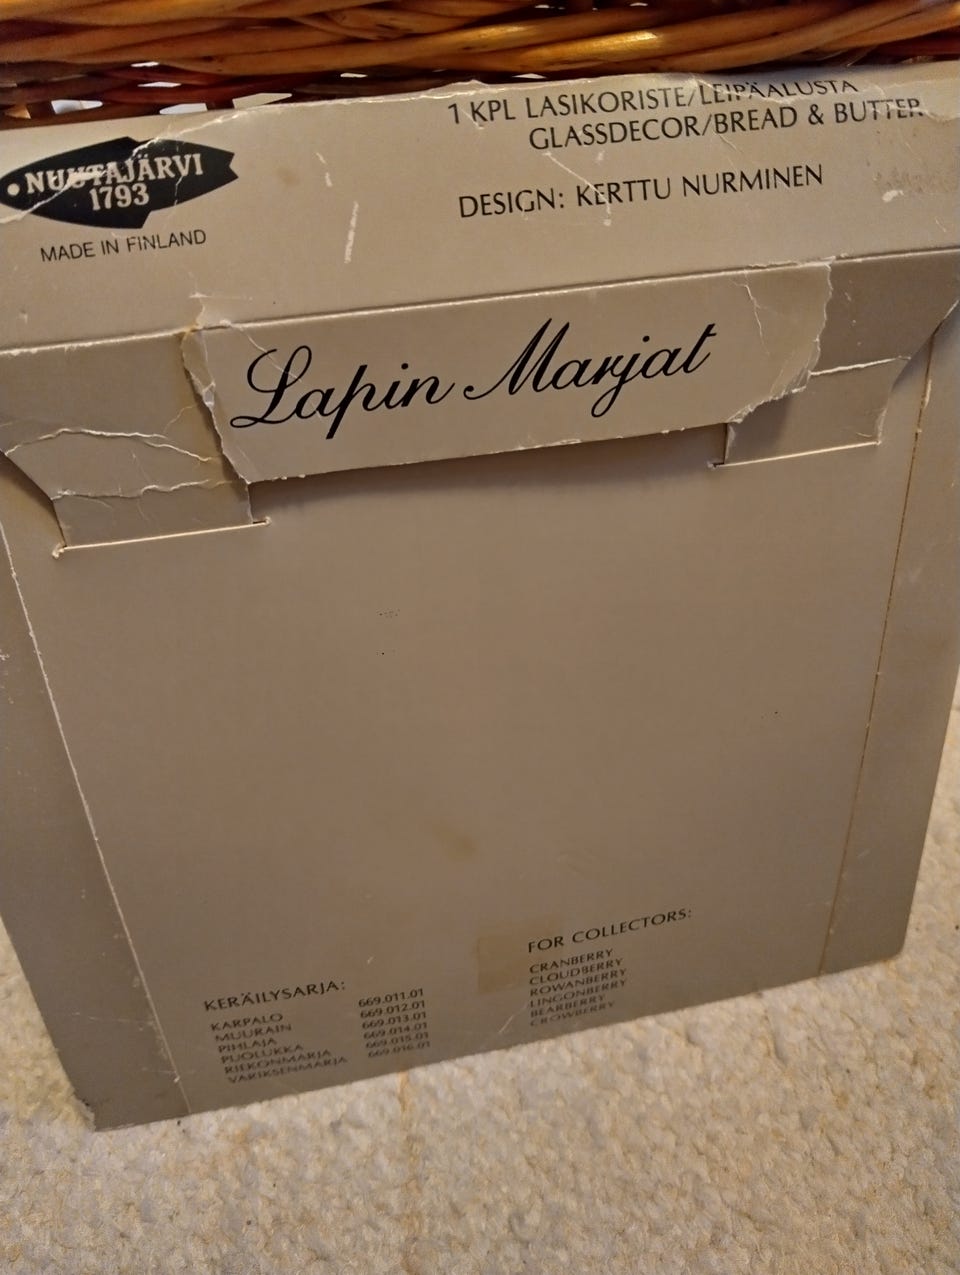 1 KPL LASIKORISTE/LEIPÄALUSTA
GLASSDECOR/BREAD & BUTTER
DESIGN: KERTTU NURMINEN
NUUTAJÄRVI
1793
MADE IN FINLAND
Lapin Marjat
KERÄILYSARJA:
KARPALO 669.011.01
MUURAIN 669.012.01
PIHLAJA 669.013.01
PUOLUKKA 669.014.01
RIEKONMARJA 669.015.01
VARIKSENMARJA 669.016.01
FOR COLLECTORS:
CRANBERRY
CLOUDBERRY
ROWANBERRY
LINGONBERRY
BEARBERRY
CROWBERRY